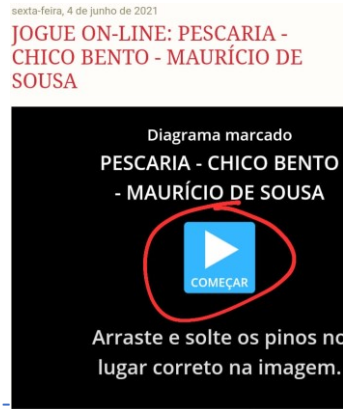 sexta-feira, 4 de junho de 2021
JOGUE ON-LINE: PESCARIA -
CHICO BENTO - MAURÍCIO DE
SOUSA
Diagrama marcado
PESCARIA - CHICO BENTO
- MAURÍCIO DE SOUSA
COMEÇAR
Arraste e solte os pinos no
lugar correto na imagem.